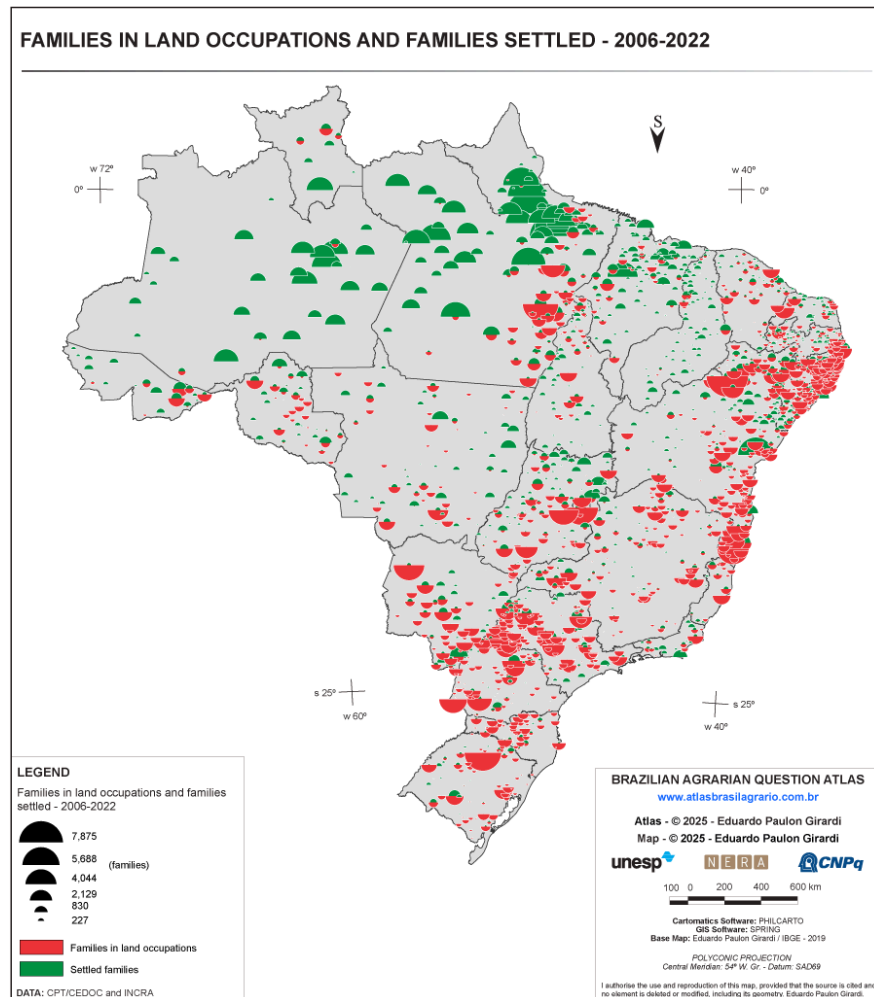 FAMILIES IN LAND OCCUPATIONS AND FAMILIES SETTLED - 2006-2022
S
w 72º
0º
w 40º
0º
s 25º
w 60º
s 25º
w 40º
LEGEND
Families in land occupations and families
settled - 2006-2022
7,875
5,688
(families)
4,044
2,129
830
227
Families in land occupations
Settled families
DATA: CPT/CEDOC and INCRA
BRAZILIAN AGRARIAN QUESTION ATLAS
www.atlasbrasilagrario.com.br
Atlas - © 2025 - Eduardo Paulon Girardi
Map - © 2025 - Eduardo Paulon Girardi
unesp
NERA
CNPq
100 0 200 400 600 km
Cartomatics Software: PHILCARTO
GIS Software: SPRING
Base Map: Eduardo Paulon Girardi / IBGE - 2019
POLYCONIC PROJECTION
Central Meridian: 54º W. Gr. - Datum: SAD69
I authorise the use and reproduction of this map, provided that the source is cited and
no element is deleted or modified, including its geometry. Eduardo Paulon Girardi.